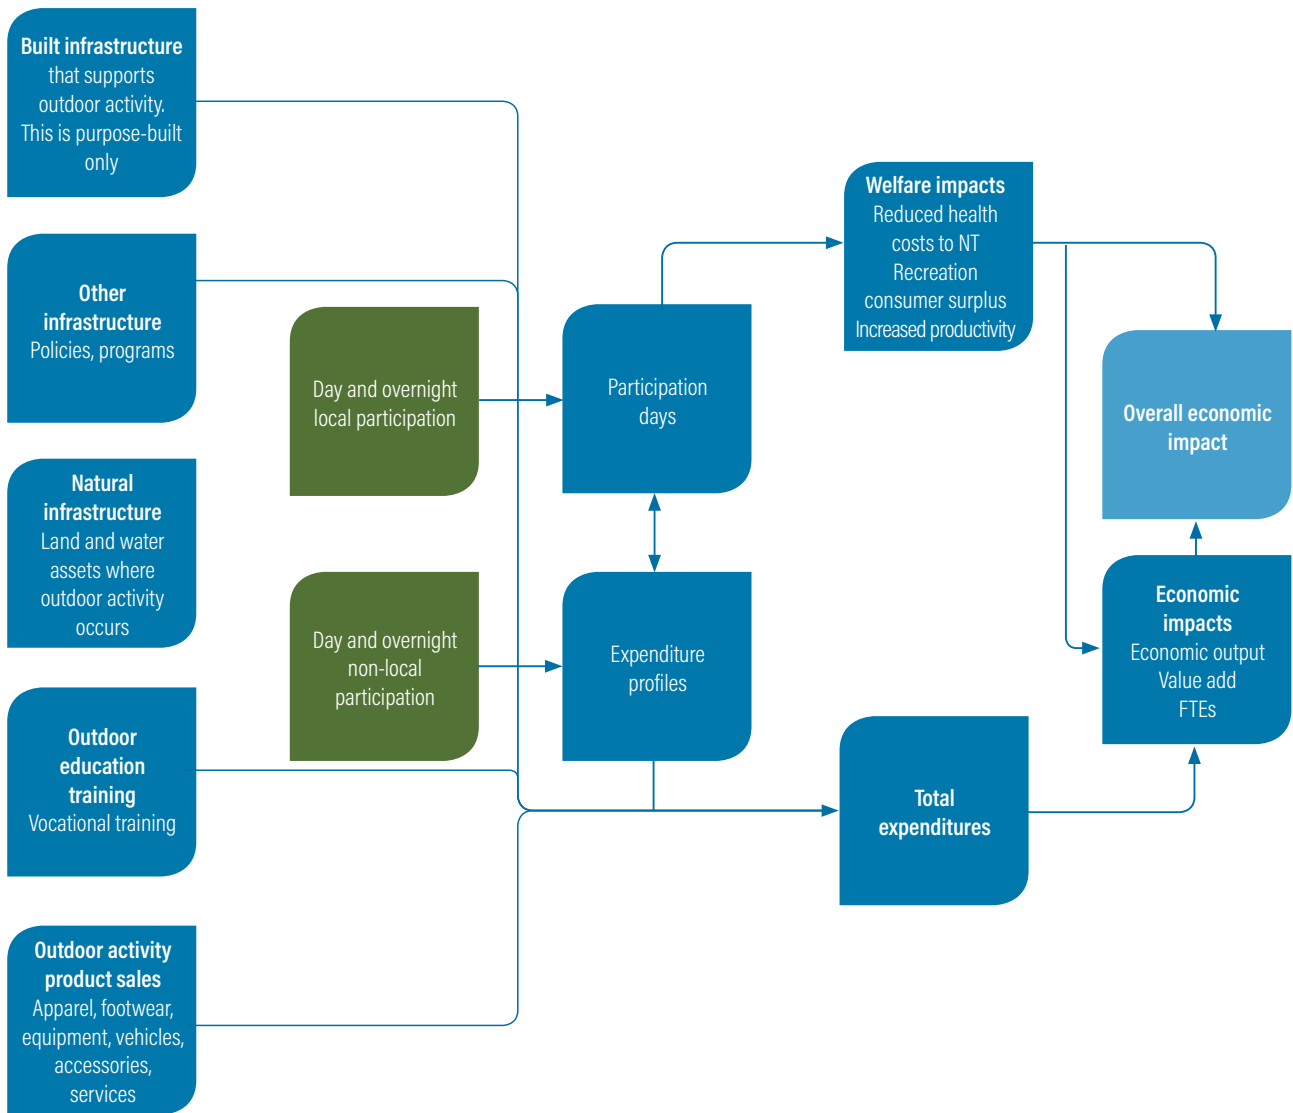 Built infrastructure
that supports
outdoor activity.
This is purpose-built
only
Other
infrastructure
Policies, programs
Natural
infrastructure
Land and water
assets where
outdoor activity
occurs
Outdoor
education
training
Vocational training
Outdoor activity
product sales
Apparel, footwear,
equipment, vehicles,
accessories,
services
Day and overnight
local participation
Day and overnight
non-local
participation
Participation
days
Expenditure
profiles
Welfare impacts
Reduced health
costs to NT
Recreation
consumer surplus
Increased productivity
Total
expenditures
Overall economic
impact
Economic
impacts
Economic output
Value add
FTEs